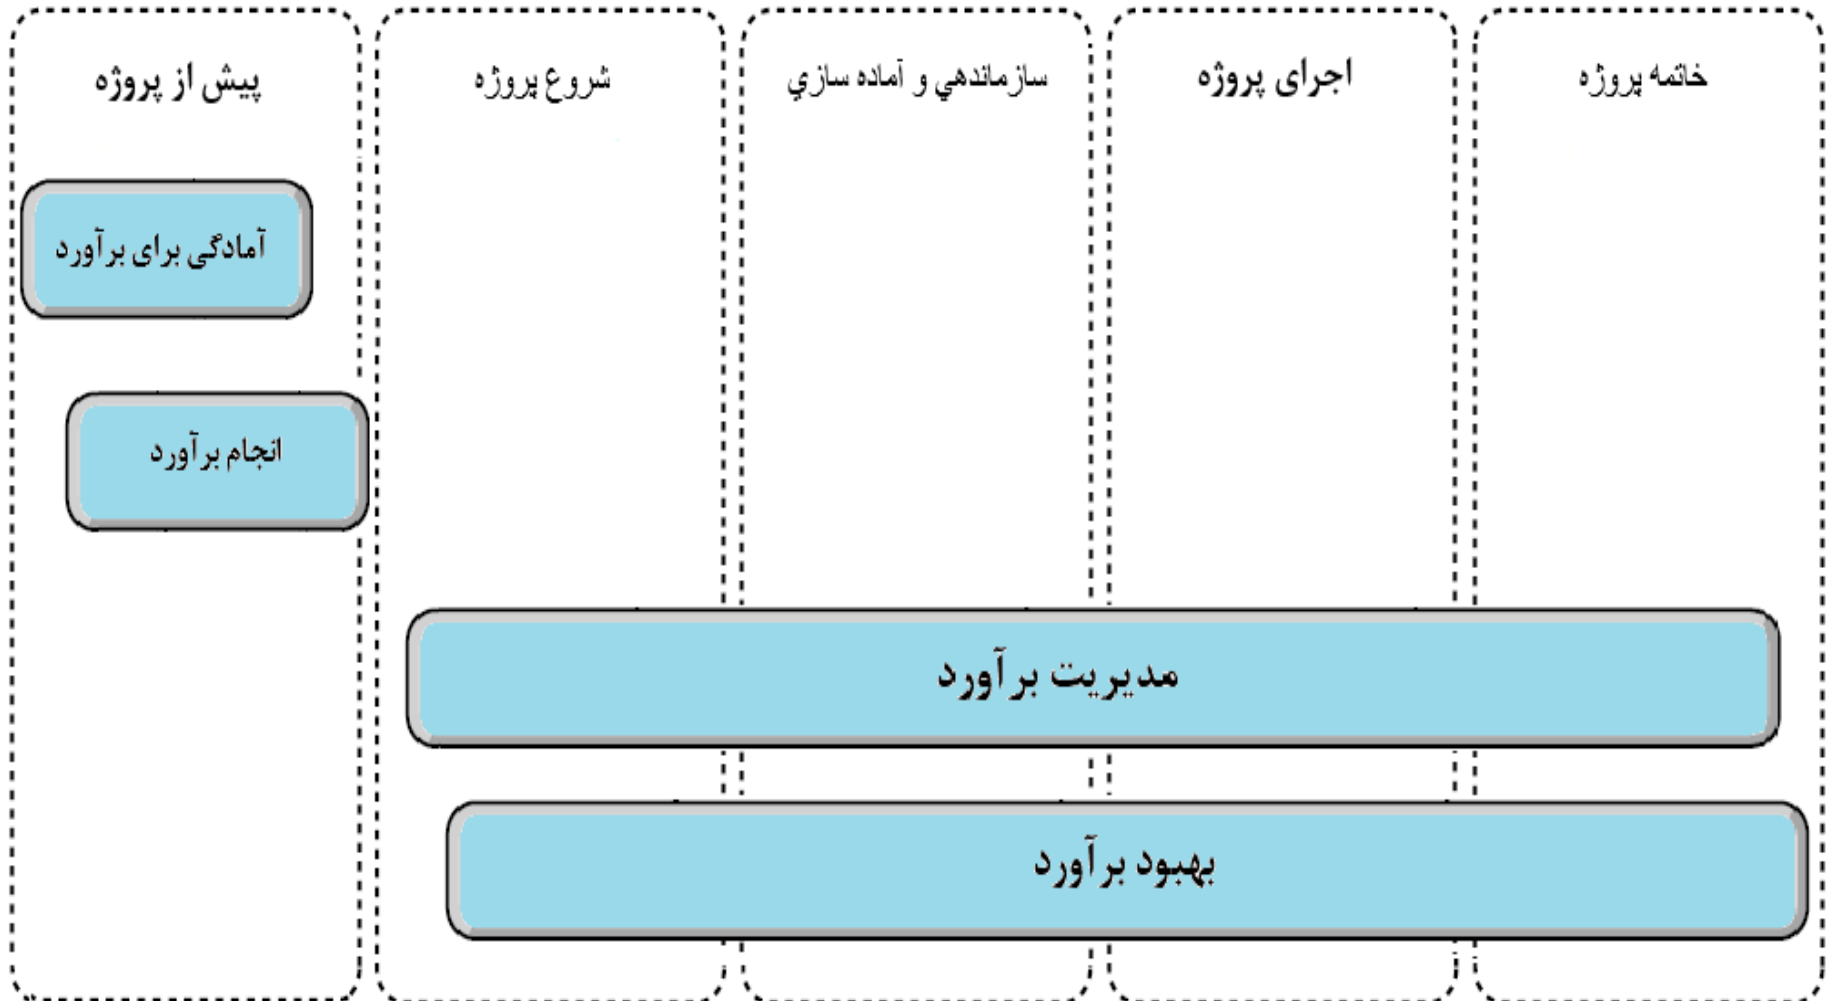 پیش از پروژه
شروع پروژه
سازماندهي و آماده سازي
اجرای پروژه
خاتمه پروژه
آمادگی برای برآورد
انجام برآورد
مدیریت برآورد
بهبود برآورد